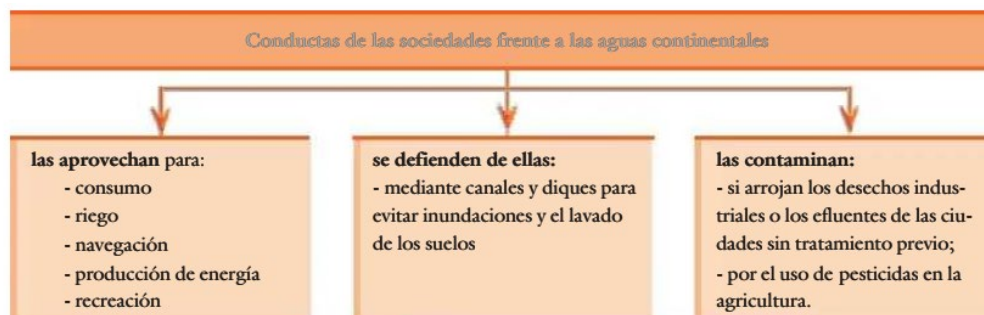 Conductas de las sociedades frente a las aguas continentales
las aprovechan para:
- consumo
- riego
- navegación
- producción de energía
- recreación
se defienden de ellas:
- mediante canales y diques para
evitar inundaciones y el lavado
de los suelos
las contaminan:
- si arrojan los desechos indus-
triales o los efluentes de las ciu-
dades sin tratamiento previo;
- por el uso de pesticidas en la
agricultura.